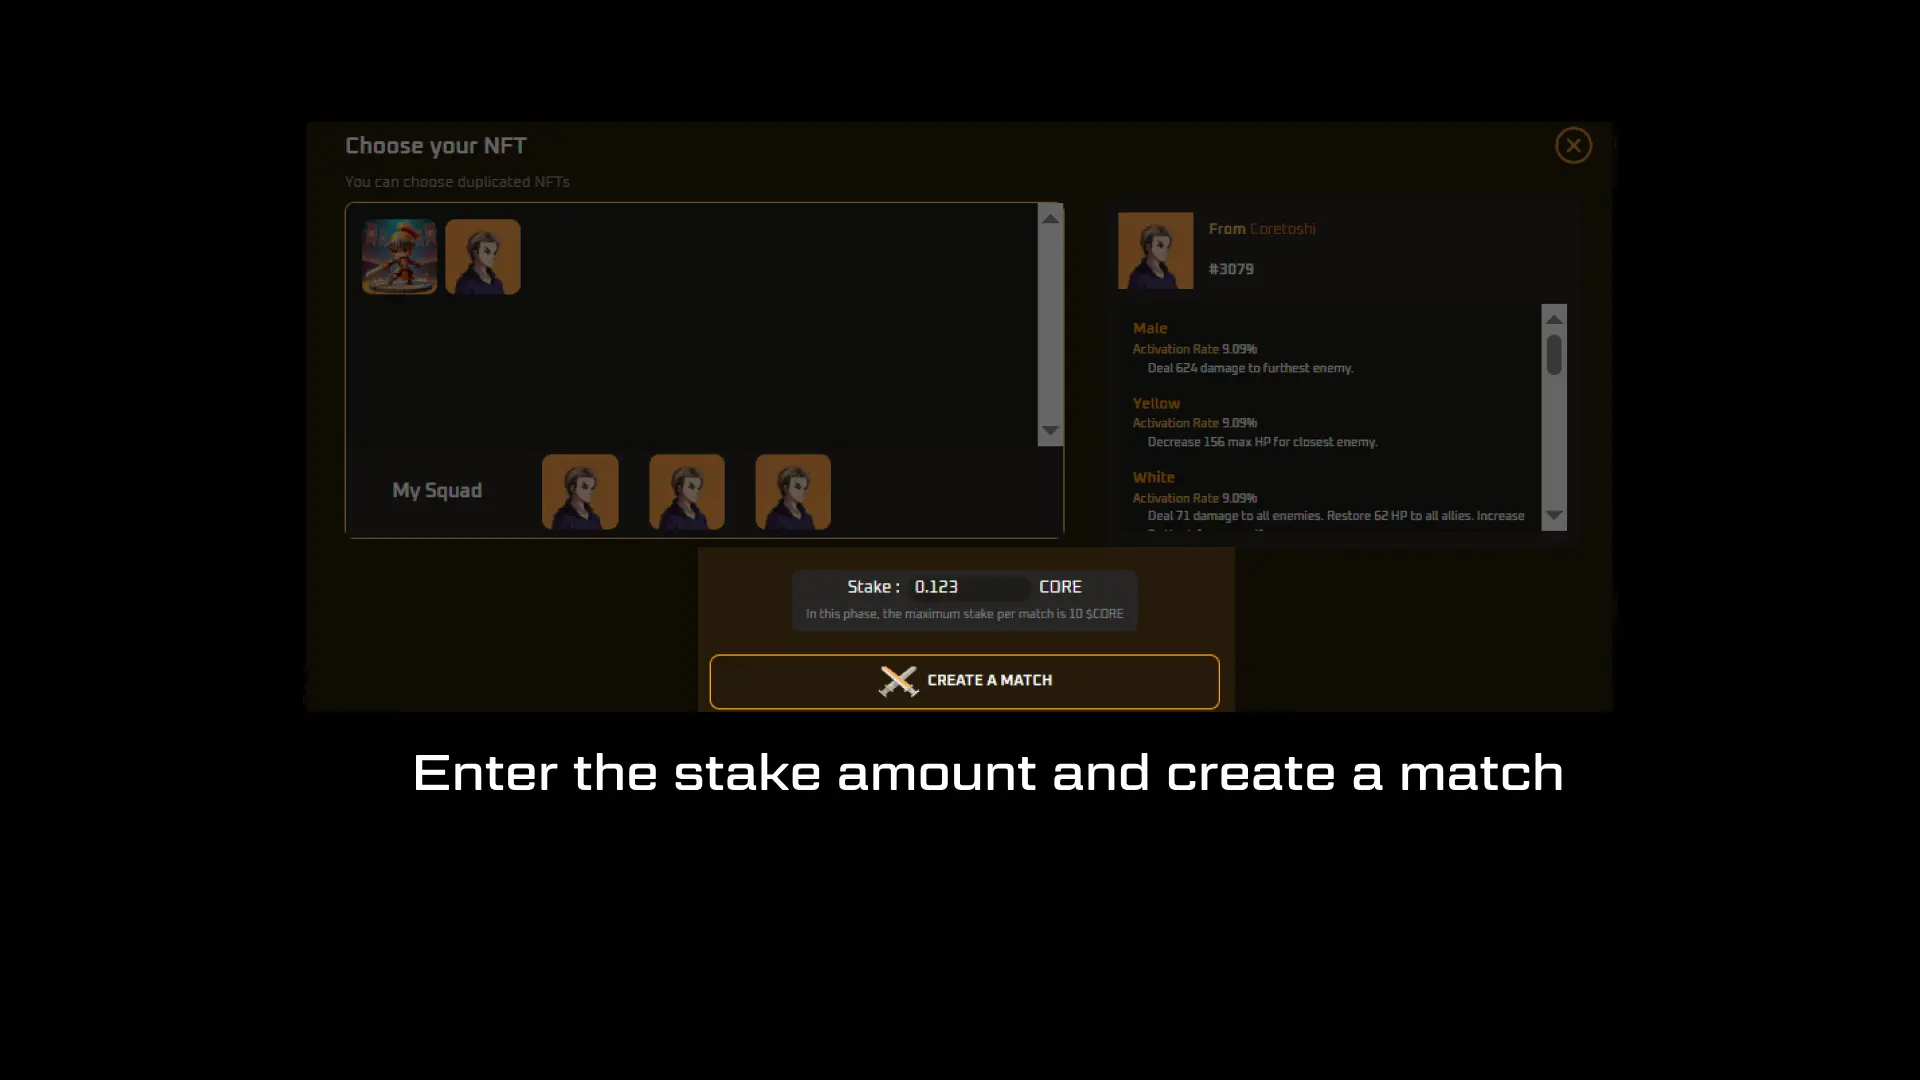 Choose your NFT
You can choose duplicated NFTs
My Squad
From Coretoshi
#3079
Male
Activation Rate 9.09%
Deal 624 damage to furthest enemy.
Yellow
Activation Rate 9.09%
Decrease 156 max HP for closest enemy.
White
Activation Rate 9.09%
Deal 71 damage to all enemies. Restore 62 HP to all allies. Increase
Stake : 0.123 CORE
In this phase, the maximum stake per match is 10 $CORE
CREATE A MATCH
Enter the stake amount and create a match